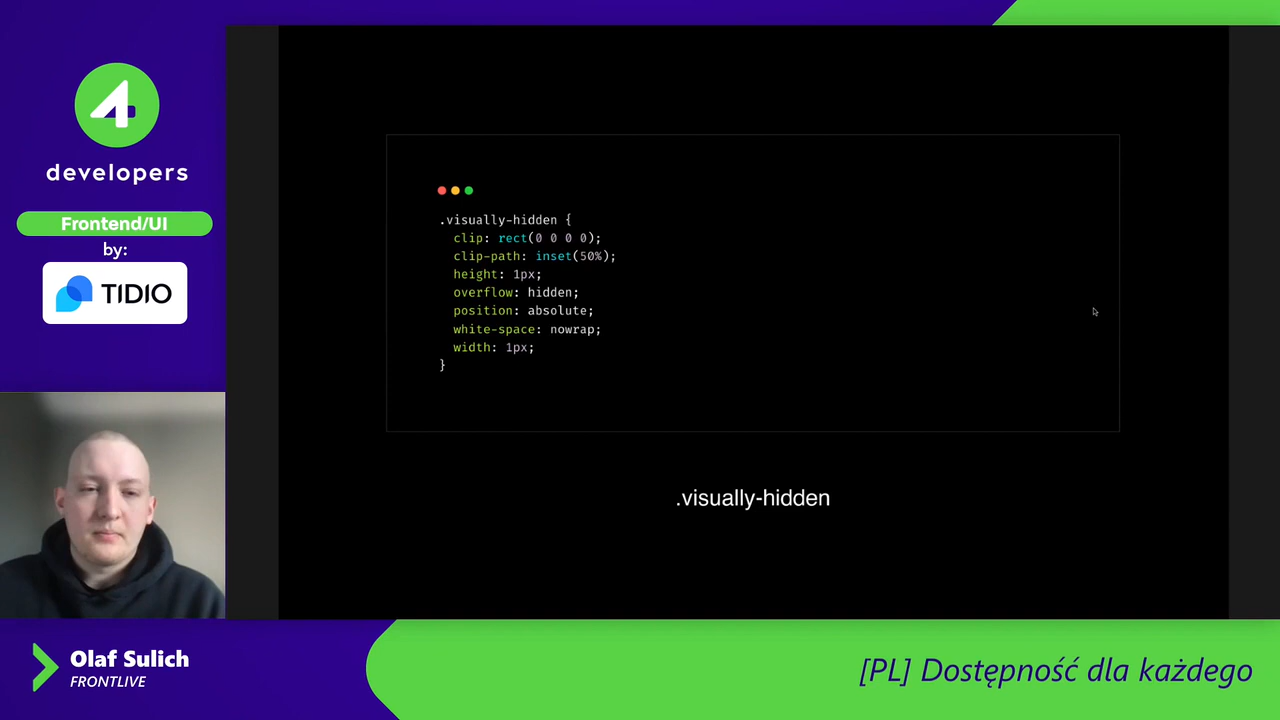 4
developers
Frontend/UI
by:
TIDIO
.visually-hidden {
  clip: rect(0 0 0 0);
  clip-path: inset(50%);
  height: 1px;
  overflow: hidden;
  position: absolute;
  white-space: nowrap;
  width: 1px;
}
.visually-hidden
Olaf Sulich
FRONTLIVE
[PL] Dostępność dla każdego